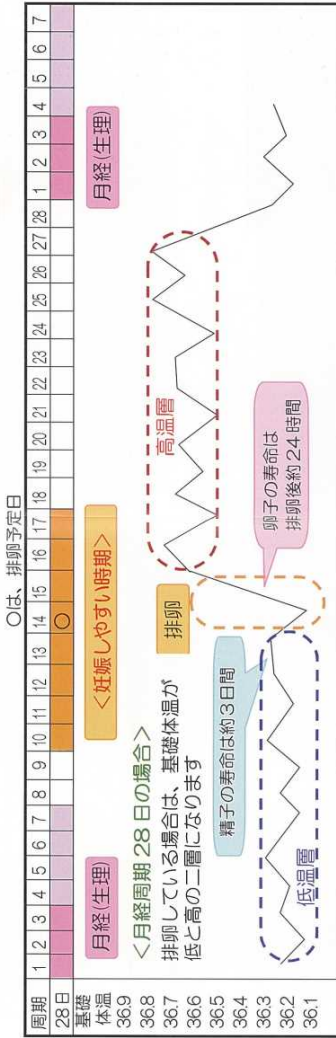 〇は、排卵予定日
周期 1 2 3 4 5 6 7 8 9 10 11 12 13 14 15 16 17 18 19 20 21 22 23 24 25 26 27 28 1 2 3 4 5 6 7
28日 〇
基礎
体温
月経(生理)
<妊娠しやすい時期>
月経(生理)
36.9
36.8
36.7
36.6
36.5
36.4
36.3
36.2
36.1
<月経周期28日の場合>
排卵している場合は、基礎体温が
低と高の二層になります
排卵
高温層
精子の寿命は約3日間
卵子の寿命は
排卵後約24時間
低温層